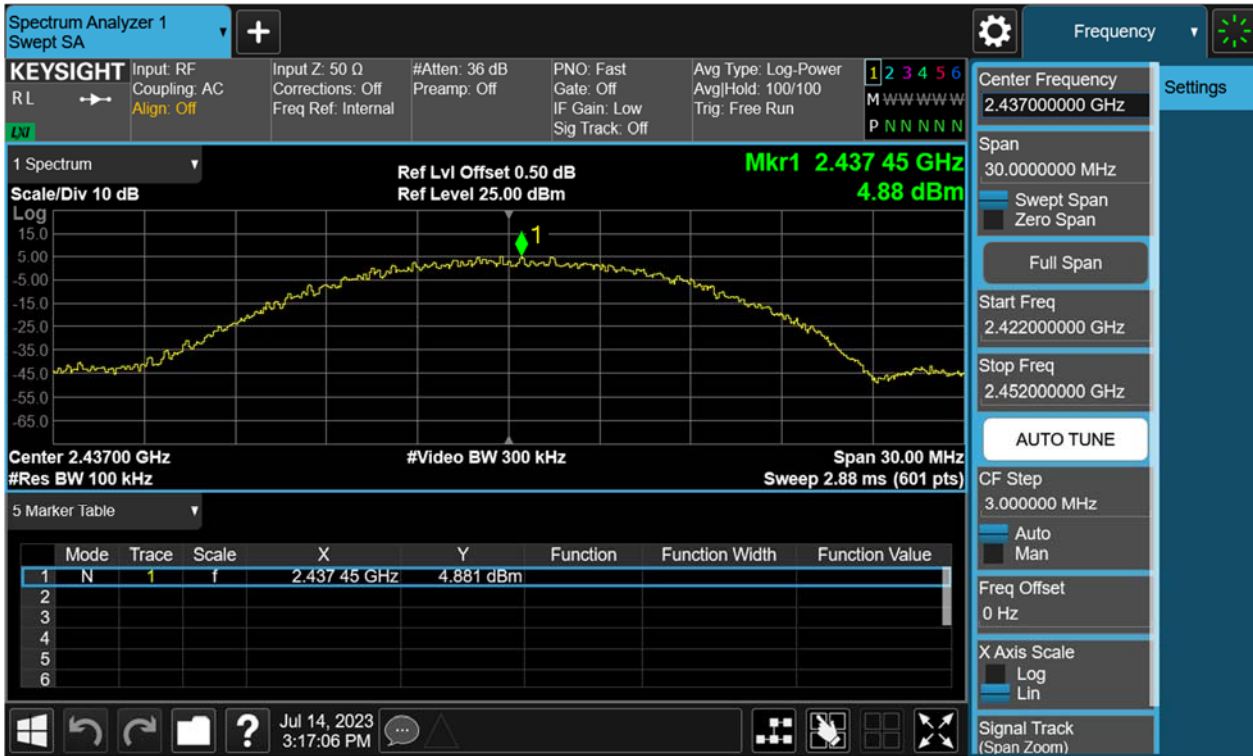 Spectrum Analyzer 1
Swept SA
+
Frequency
KEYSIGHT
RL
LXI
Input: RF
Coupling: AC
Align: Off
Input Z: 50 Ω
Corrections: Off
Freq Ref: Internal
#Atten: 36 dB
Preamp: Off
PNO: Fast
Gate: Off
IF Gain: Low
Sig Track: Off
Avg Type: Log-Power
Avg|Hold: 100/100
Trig: Free Run
1 2 3 4 5 6
M W W W W W
P N N N N N
1 Spectrum
Scale/Div 10 dB
Ref Lvl Offset 0.50 dB
Ref Level 25.00 dBm
Mkr1 2.437 45 GHz
4.88 dBm
Log
15.0
5.00
-5.00
-15.0
-25.0
-35.0
-45.0
-55.0
-65.0
1
Center 2.43700 GHz
#Video BW 300 kHz
Span 30.00 MHz
#Res BW 100 kHz
Sweep 2.88 ms (601 pts)
5 Marker Table
Mode Trace Scale X Y Function Function Width Function Value
1 N 1 f 2.437 45 GHz 4.881 dBm
2
3
4
5
6
?
Jul 14, 2023
3:17:06 PM
Center Frequency
2.437000000 GHz
Span
30.0000000 MHz
Swept Span
Zero Span
Full Span
Start Freq
2.422000000 GHz
Stop Freq
2.452000000 GHz
AUTO TUNE
CF Step
3.000000 MHz
Auto
Man
Freq Offset
0 Hz
X Axis Scale
Log
Lin
Signal Track
(Span Zoom)
Settings